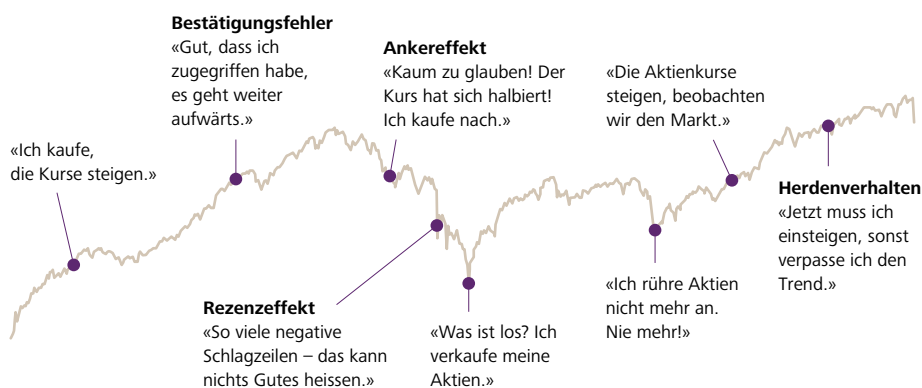 «Ich kaufe,
die Kurse steigen.»
Bestätigungsfehler
«Gut, dass ich
zugegriffen habe,
es geht weiter
aufwärts.»
Ankereffekt
«Kaum zu glauben! Der
Kurs hat sich halbiert!
Ich kaufe nach.»
Rezenzeffekt
«So viele negative
Schlagzeilen – das kann
nichts Gutes heissen.»
«Was ist los? Ich
verkaufe meine
Aktien.»
«Ich rühre Aktien
nicht mehr an.
Nie mehr!»
«Die Aktienkurse
steigen, beobachten
wir den Markt.»
Herdenverhalten
«Jetzt muss ich
einsteigen, sonst
verpasse ich den
Trend.»